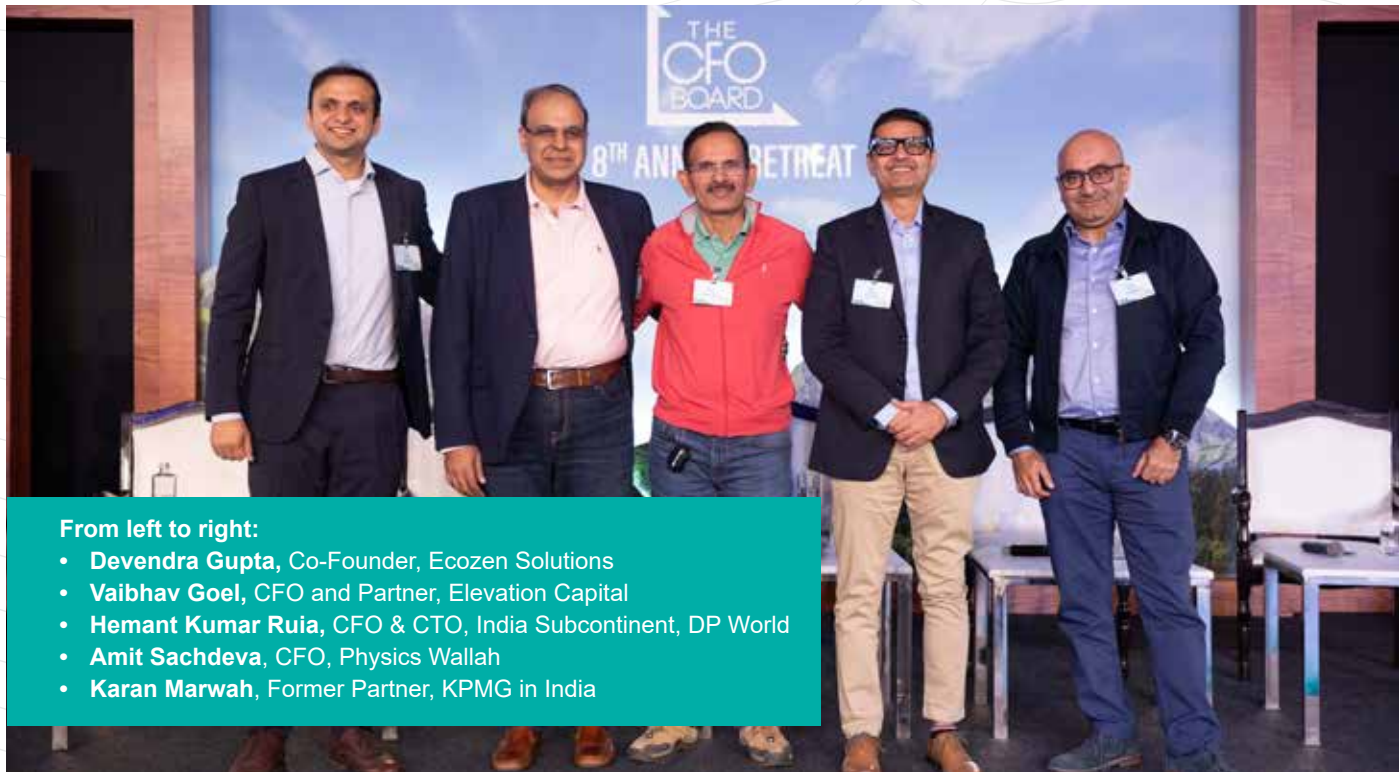 THE
CFO
BOARD
8TH ANN RETREAT
From left to right:
• Devendra Gupta, Co-Founder, Ecozen Solutions
• Vaibhav Goel, CFO and Partner, Elevation Capital
• Hemant Kumar Ruia, CFO & CTO, India Subcontinent, DP World
• Amit Sachdeva, CFO, Physics Wallah
• Karan Marwah, Former Partner, KPMG in India